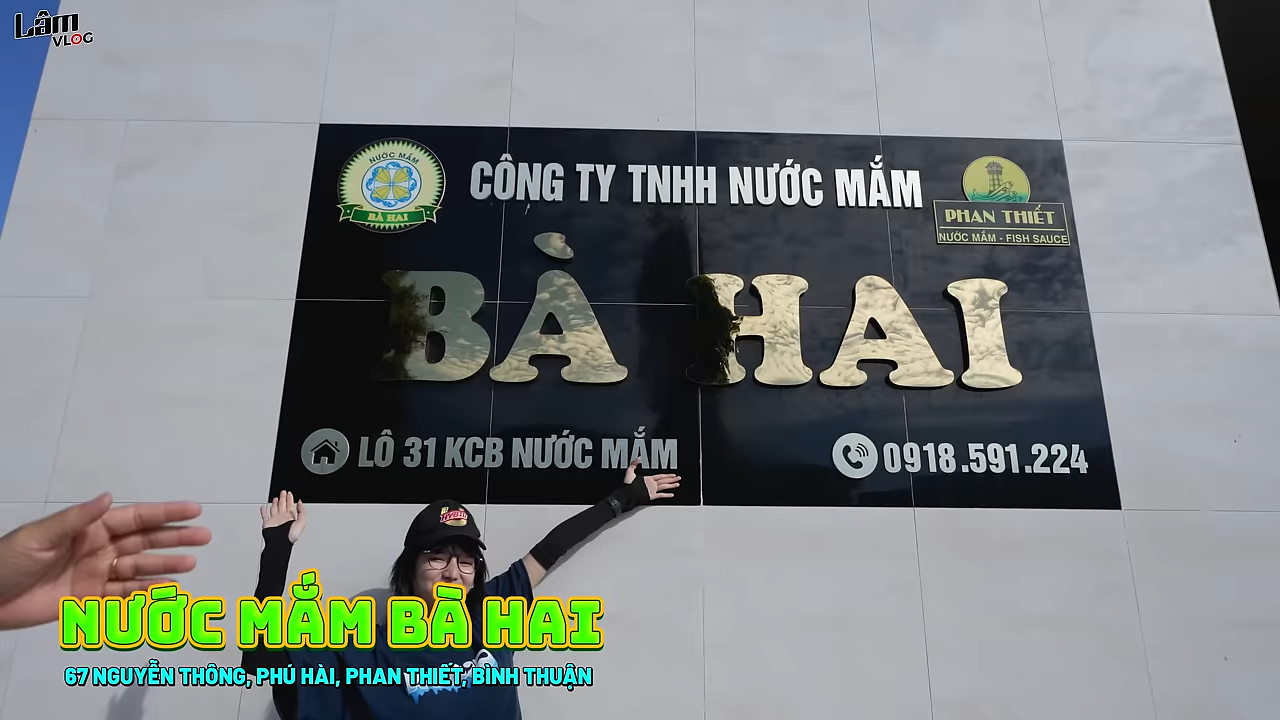 Lâm
VLOG
NƯỚC MẮM
BÀ HAI
CÔNG TY TNHH NƯỚC MẮM
PHAN THIẾT
NƯỚC MẮM - FISH SAUCE
BÀ HAI
LÔ 31 KCB NƯỚC MẮM
0918.591.224
NƯỚC MẮM BÀ HAI
67 NGUYỄN THÔNG, PHÚ HÀI, PHAN THIẾT, BÌNH THUẬN